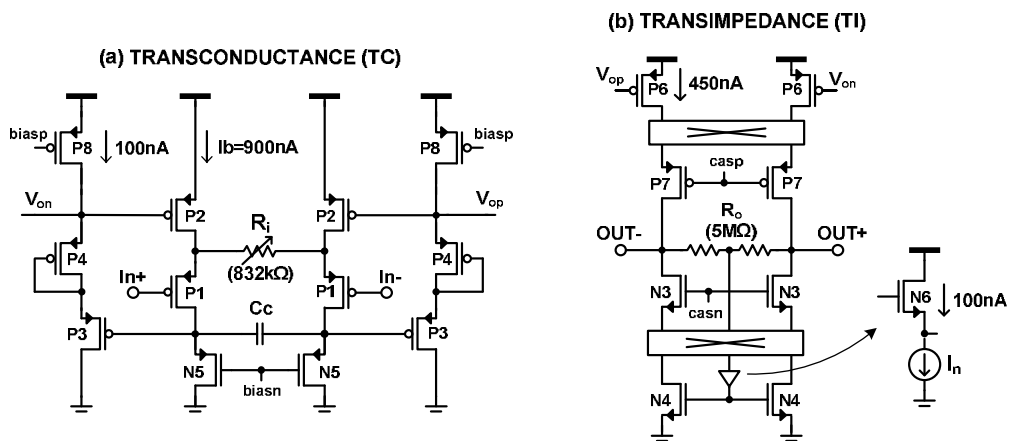 (a) TRANSCONDUCTANCE (TC)
biasp
P8
100nA
Ib=900nA
P8
biasp
Von
P2
P2
Vop
Ri
(832kΩ)
P4
P4
In+
P1
P1
In-
Cc
P3
P3
N5
N5
biasn
(b) TRANSIMPEDANCE (TI)
Vop
P6
450nA
P6
Von
casp
P7
P7
Ro
(5MΩ)
OUT-
OUT+
N3
N3
casn
N6
100nA
In
N4
N4